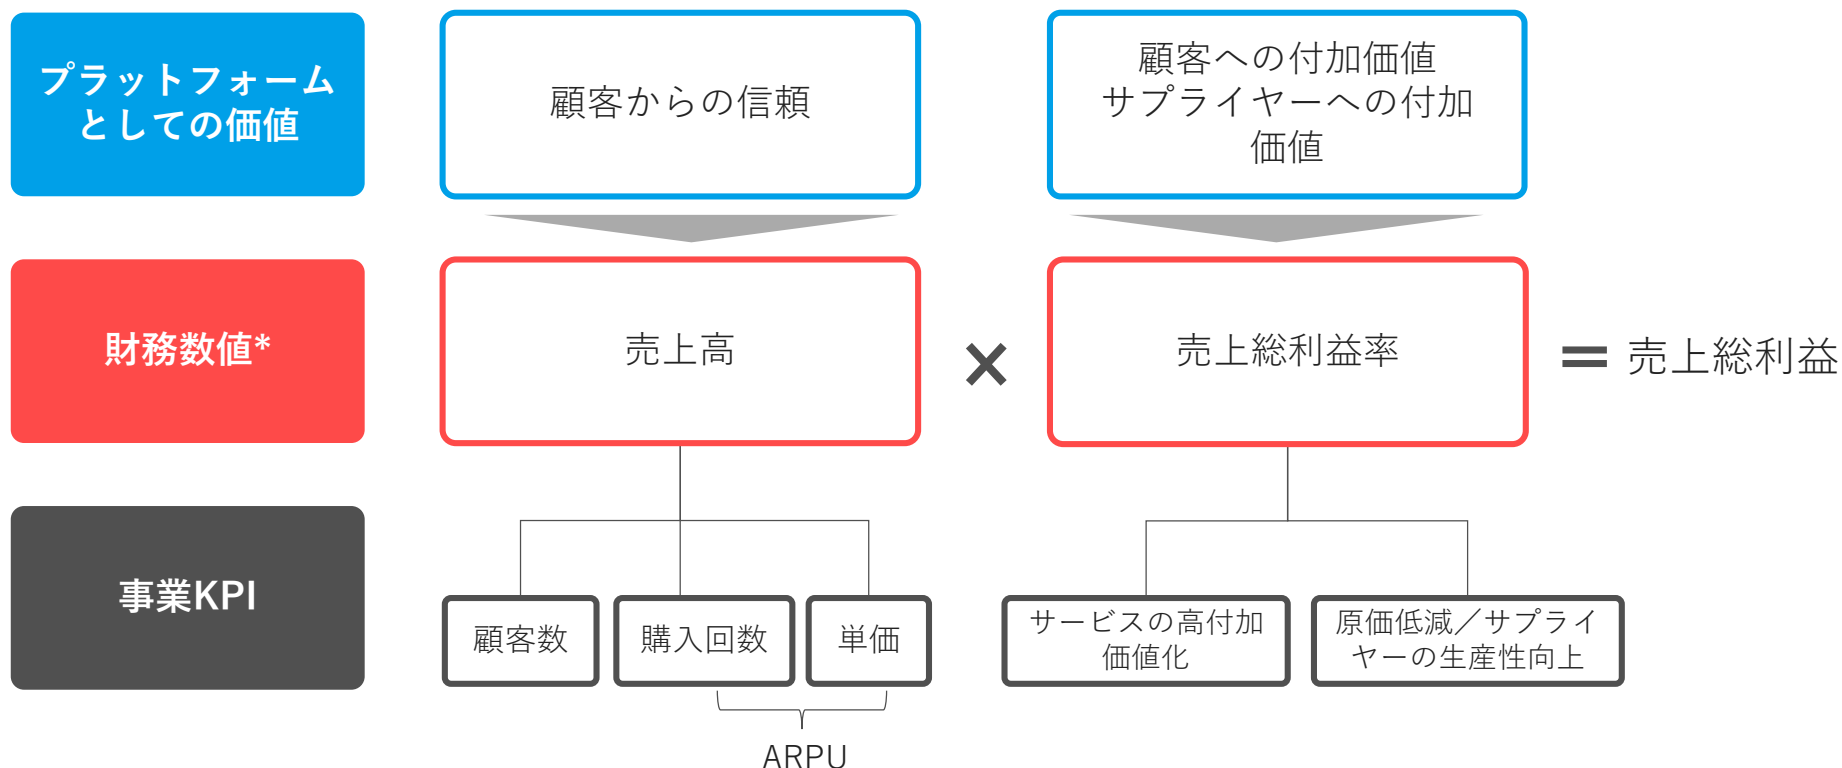 プラットフォーム
としての価値
顧客からの信頼
顧客への付加価値
サプライヤーへの付加
価値
財務数値*
売上高
×
売上総利益率
＝ 売上総利益
事業KPI
顧客数
購入回数
単価
サービスの高付加
価値化
原価低減／サプライ
ヤーの生産性向上
ARPU